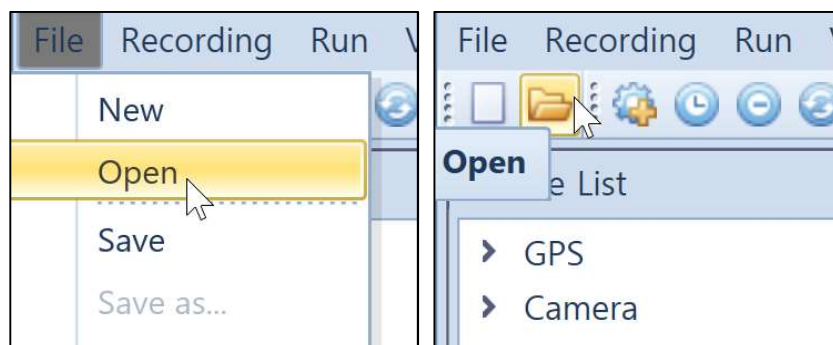 File Recording Run
New
Open
Save
Save as...
File Recording Run
Open
e List
GPS
Camera